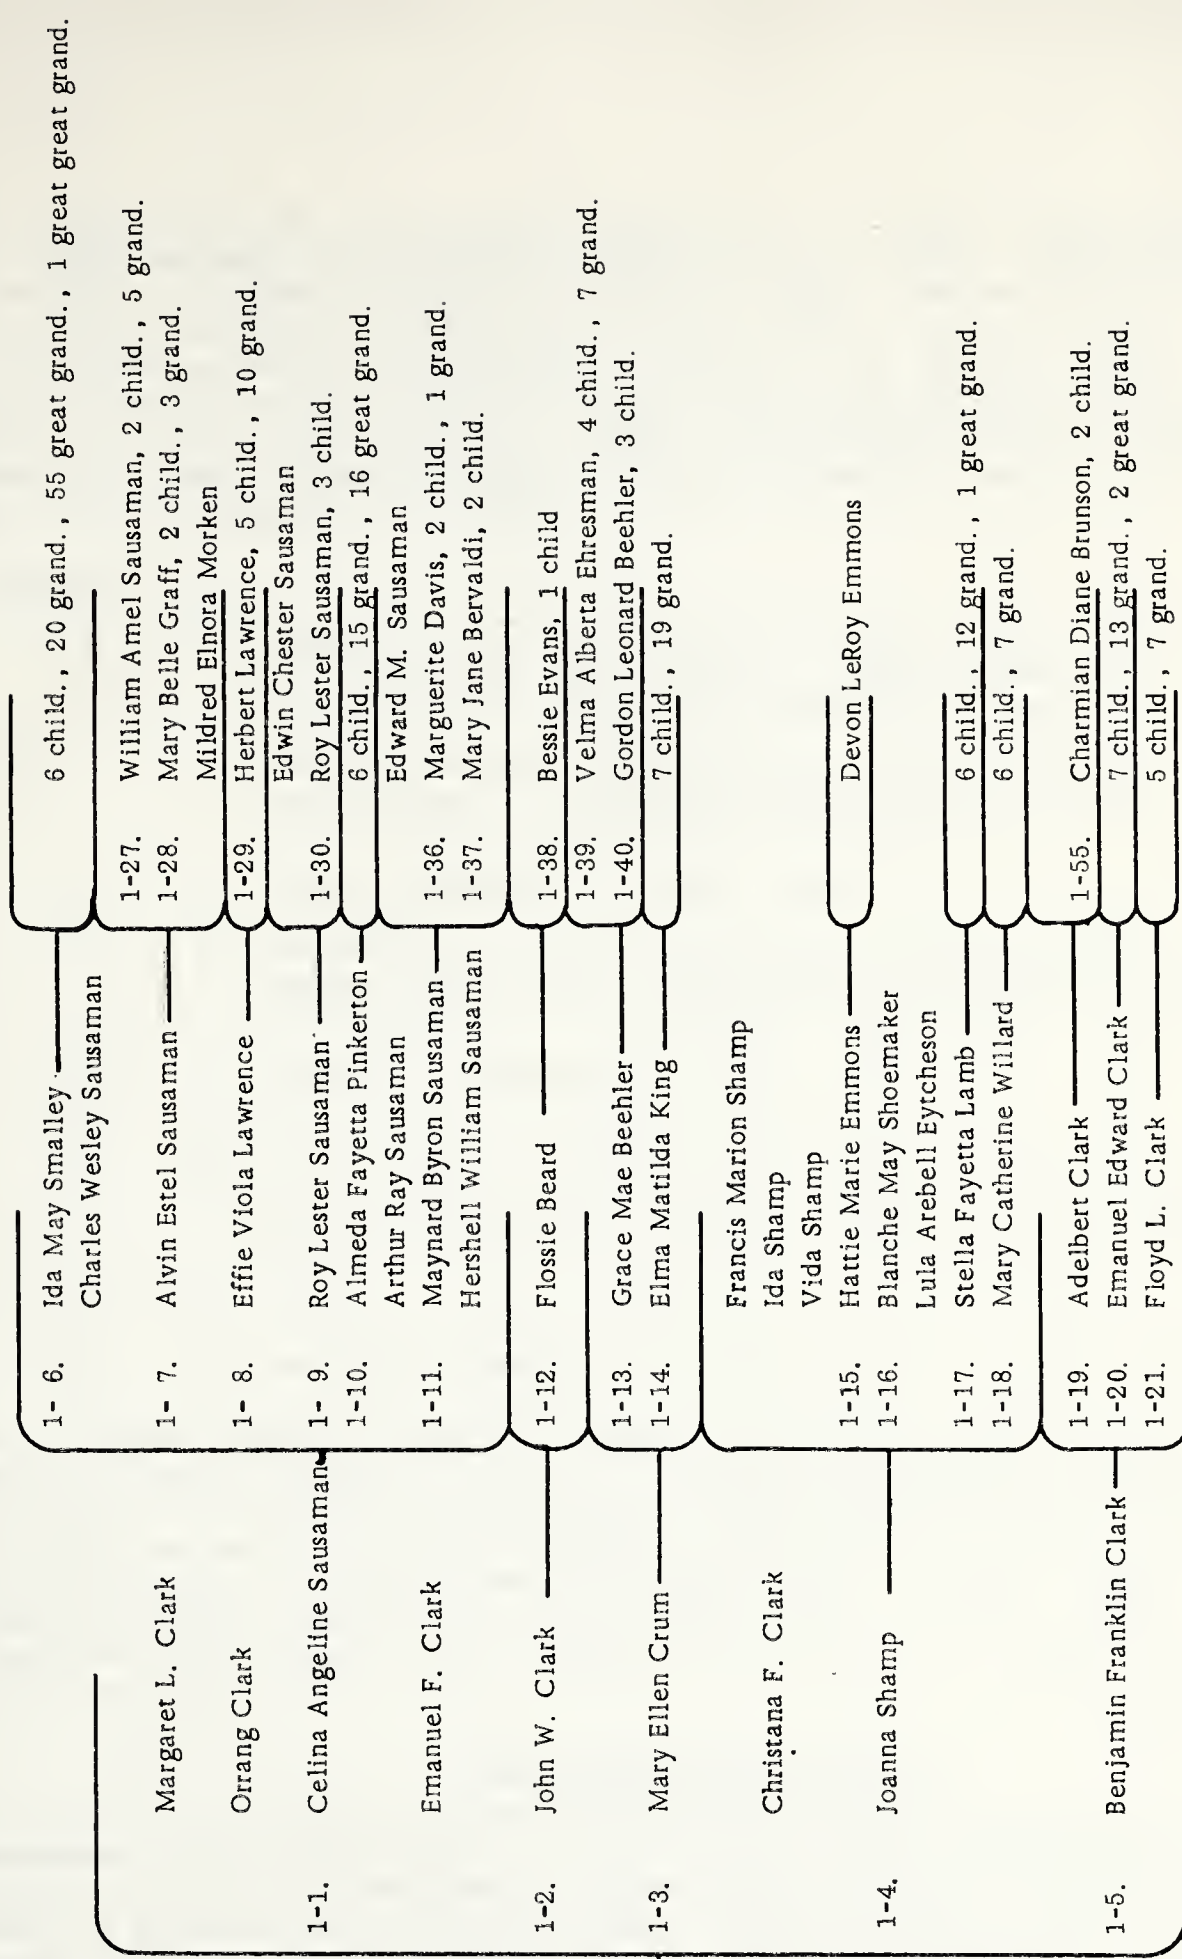 Margaret L. Clark
Orrang Clark
1-1. Celina Angeline Sausaman
Emanuel F. Clark
1-2. John W. Clark
1-3. Mary Ellen Crum
Christana F. Clark
1-4. Joanna Shamp
1-5. Benjamin Franklin Clark
1- 6. Ida May Smalley
Charles Wesley Sausaman
1- 7. Alvin Estel Sausaman
1- 8. Effie Viola Lawrence
1- 9. Roy Lester Sausaman
1-10. Almeda Fayetta Pinkerton
Arthur Ray Sausaman
1-11. Maynard Byron Sausaman
Hershell William Sausaman
1-12. Flossie Beard
1-13. Grace Mae Beehler
1-14. Elma Matilda King
Francis Marion Shamp
Ida Shamp
Vida Shamp
1-15. Hattie Marie Emmons
1-16. Blanche May Shoemaker
Lula Arebell Eytcheson
1-17. Stella Fayetta Lamb
1-18. Mary Catherine Willard
1-19. Adelbert Clark
1-20. Emanuel Edward Clark
1-21. Floyd L. Clark
6 child., 20 grand., 55 great grand., 1 great great grand.
1-27. William Amel Sausaman, 2 child., 5 grand.
1-28. Mary Belle Graff, 2 child., 3 grand.
Mildred Elnora Morken
1-29. Herbert Lawrence, 5 child., 10 grand.
Edwin Chester Sausaman
1-30. Roy Lester Sausaman, 3 child.
6 child., 15 grand., 16 great grand.
Edward M. Sausaman
1-36. Marguerite Davis, 2 child., 1 grand.
1-37. Mary Jane Bervaldi, 2 child.
1-38. Bessie Evans, 1 child
1-39. Velma Alberta Ehresman, 4 child., 7 grand.
1-40. Gordon Leonard Beehler, 3 child.
7 child., 19 grand.
Devon LeRoy Emmons
6 child., 12 grand., 1 great grand.
6 child., 7 grand.
1-55. Charmian Diane Brunson, 2 child.
7 child., 13 grand., 2 great grand.
5 child., 7 grand.